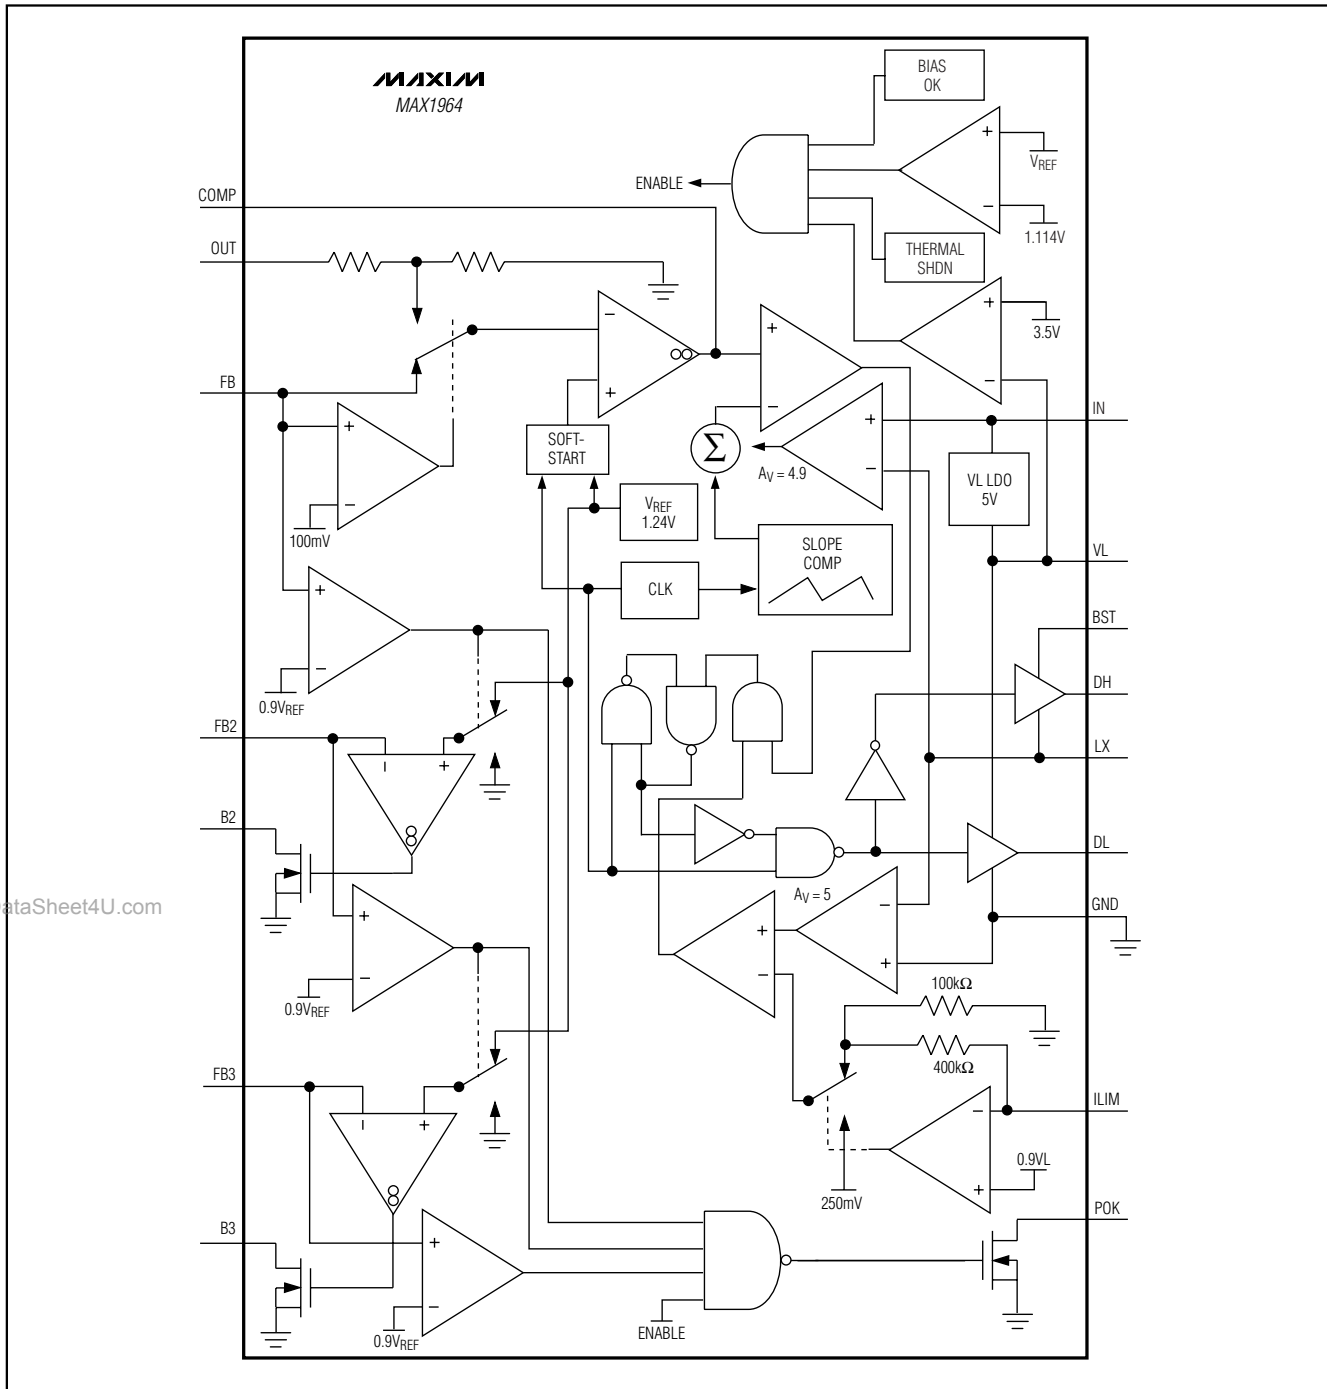 BIAS
OK
MAXIM
MAX1964
VREF
ENABLE
COMP
1.114V
OUT
THERMAL
SHDN
3.5V
FB
IN
SOFT-
START
Σ
AV = 4.9
VL LDO
5V
VREF
1.24V
100mV
SLOPE
COMP
VL
CLK
BST
DH
0.9VREF
FB2
LX
B2
DL
AV = 5
ataSheet4U.com
GND
100kΩ
0.9VREF
400kΩ
FB3
ILIM
0.9VL
250mV
POK
B3
ENABLE
0.9VREF